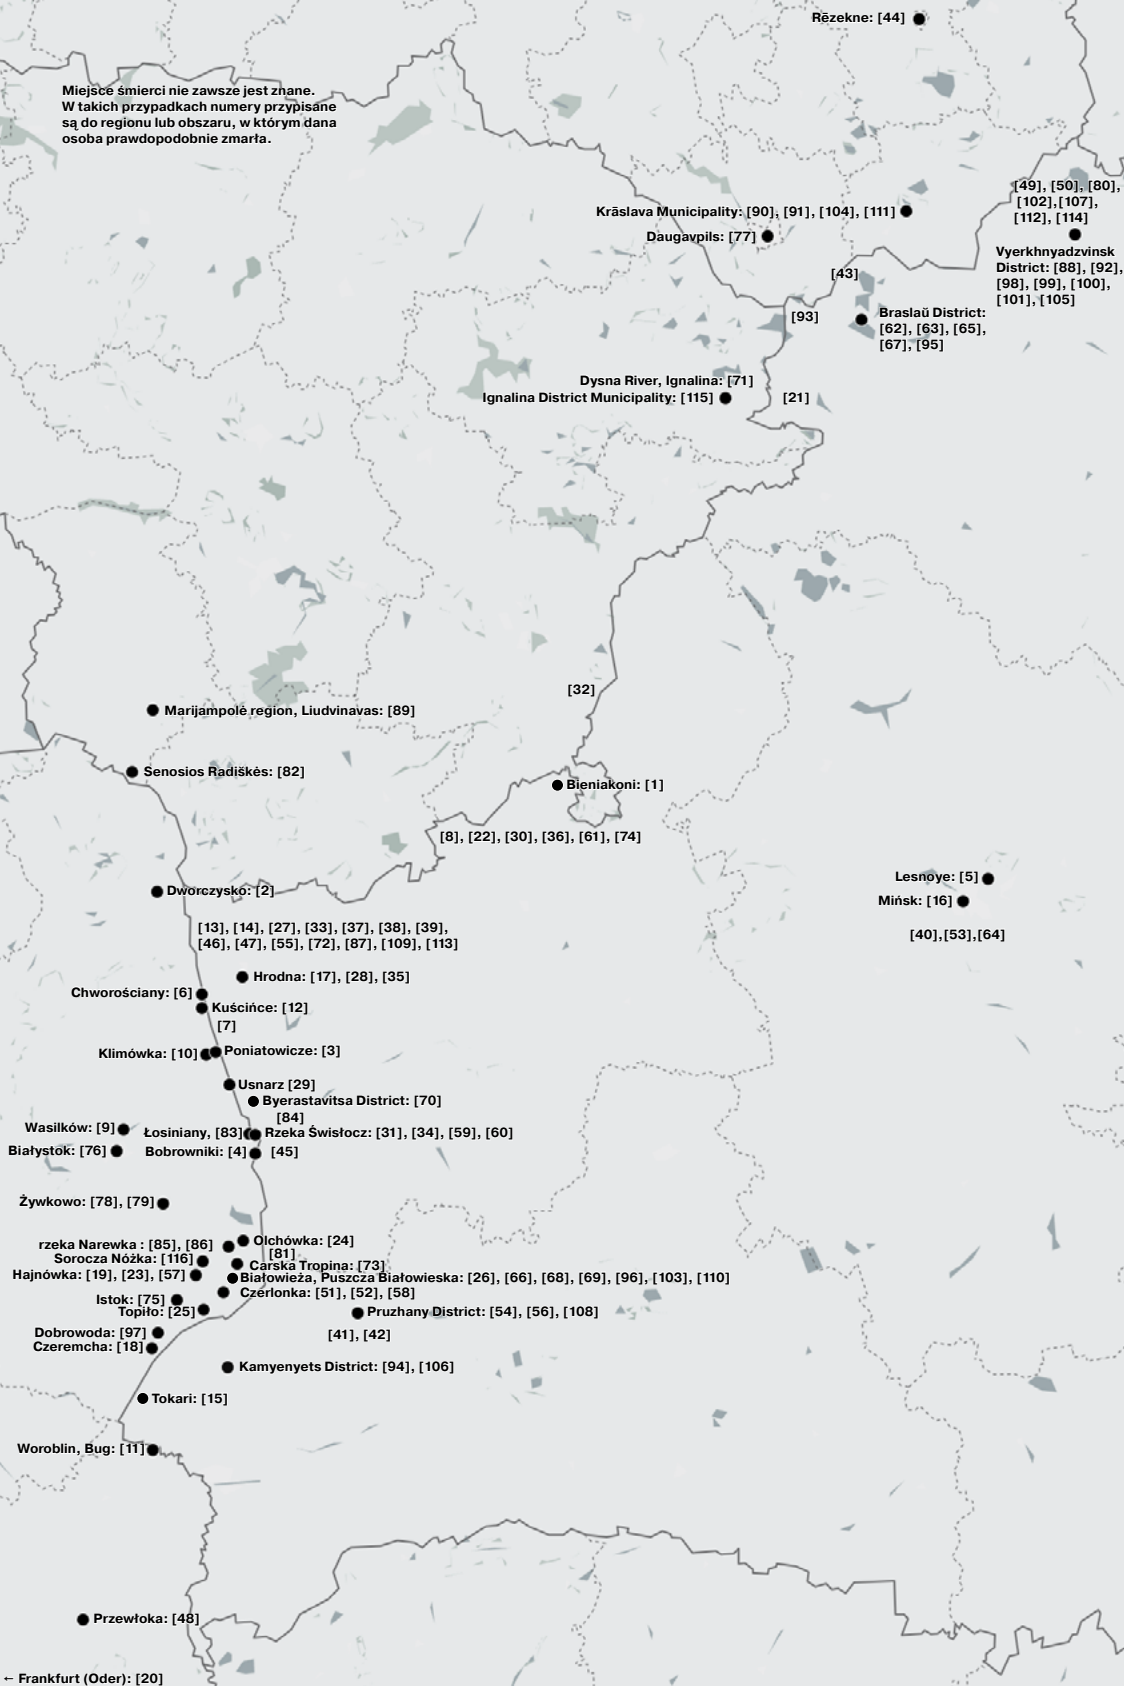 Rēzekne: [44]
Miejsce śmierci nie zawsze jest znane.
W takich przypadkach numery przypisane
są do regionu lub obszaru, w którym dana
osoba prawdopodobnie zmarła.
[49], [50], [80],
[102],[107],
[112], [114]
Krāslava Municipality: [90], [91], [104], [111]
Daugavpils: [77]
Vyerkhnyadzvinsk
District: [88], [92],
[98], [99], [100],
[101], [105]
[43]
[93]
Braslaŭ District:
[62], [63], [65],
[67], [95]
Dysna River, Ignalina: [71]
Ignalina District Municipality: [115]
[21]
[32]
Marijampolė region, Liudvinavas: [89]
Senosios Radiškės: [82]
Bieniakoni: [1]
[8], [22], [30], [36], [61], [74]
Lesnoye: [5]
Dworczysko: [2]
Mińsk: [16]
[13], [14], [27], [33], [37], [38], [39],
[46], [47], [55], [72], [87], [109], [113]
[40],[53],[64]
Hrodna: [17], [28], [35]
Chworościany: [6]
Kuścińce: [12]
[7]
Klimówka: [10]
Poniatowicze: [3]
Usnarz [29]
Byerastavitsa District: [70]
[84]
Wasilków: [9]
Łosiniany, [83]
Rzeka Świsłocz: [31], [34], [59], [60]
Białystok: [76]
Bobrowniki: [4]
[45]
Żywkowo: [78], [79]
Olchówka: [24]
rzeka Narewka : [85], [86]
[81]
Sorocza Nóżka: [116]
Carska Tropina: [73]
Hajnówka: [19], [23], [57]
Białowieża, Puszcza Białowieska: [26], [66], [68], [69], [96], [103], [110]
Czerlonka: [51], [52], [58]
Istok: [75]
Topiło: [25]
Pruzhany District: [54], [56], [108]
Dobrowoda: [97]
[41], [42]
Czeremcha: [18]
Kamyenyets District: [94], [106]
Tokari: [15]
Woroblin, Bug: [11]
Przewłoka: [48]
← Frankfurt (Oder): [20]